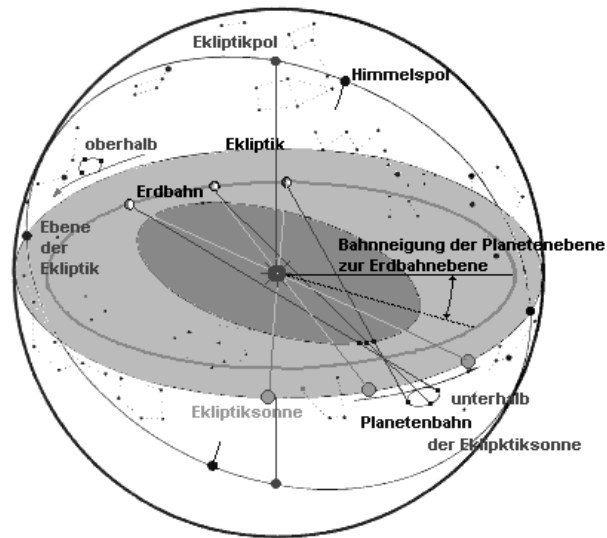 Ekliptikpol
Himmelspol
oberhalb
Ekliptik
Erdbahn
Ebene
der
Ekliptik
Bahnneigung der Planetenebene
zur Erdbahnebene
Ekliptiksonne
unterhalb
Planetenbahn
der Eklipktiksonne